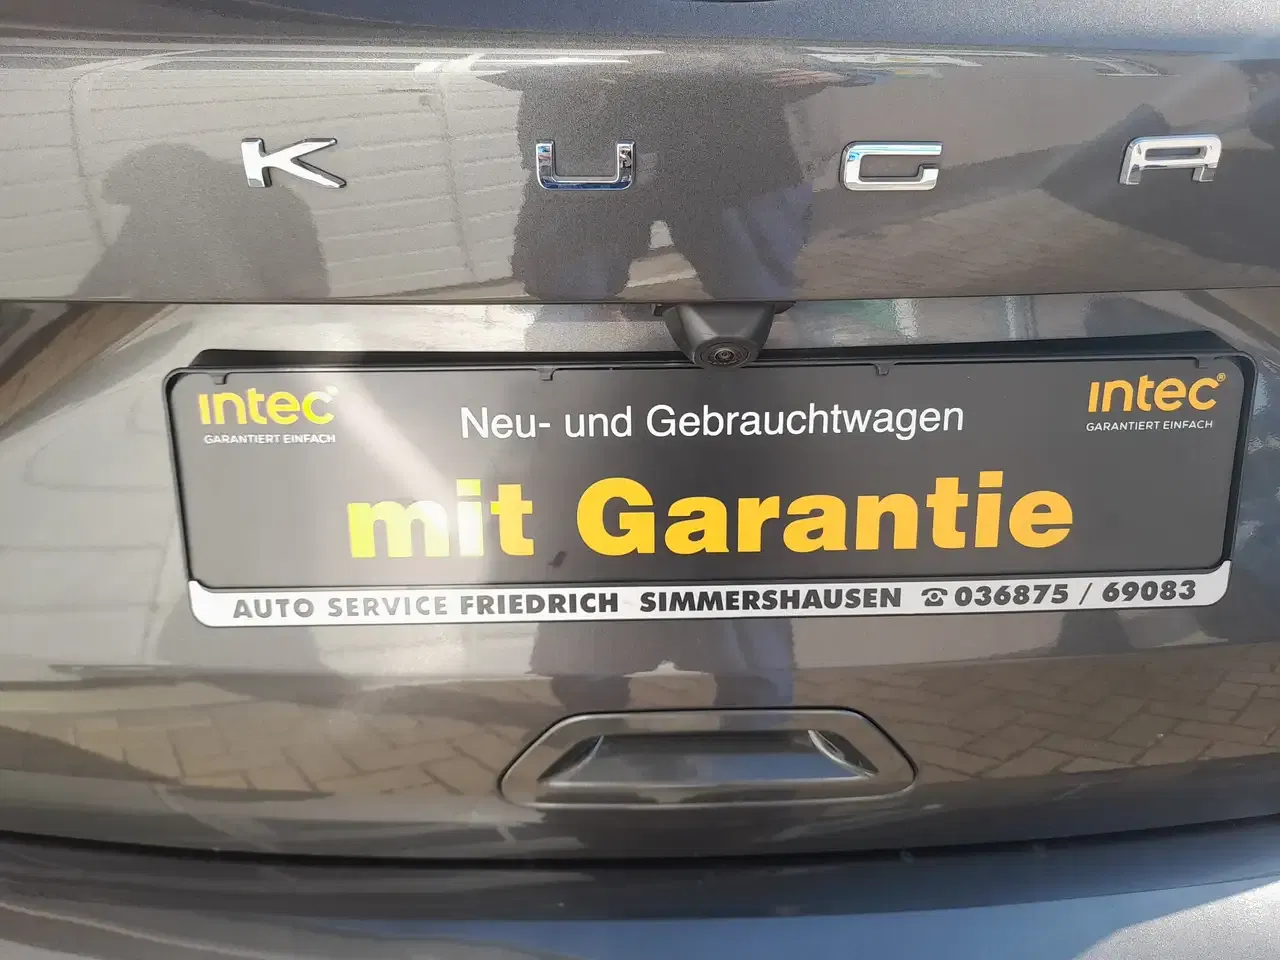 KUGA
intec® intec®
GARANTIERT EINFACH GARANTIERT EINFACH
Neu- und Gebrauchtwagen
mit Garantie
AUTO SERVICE FRIEDRICH SIMMERSHAUSEN ☎ 036875 / 69083